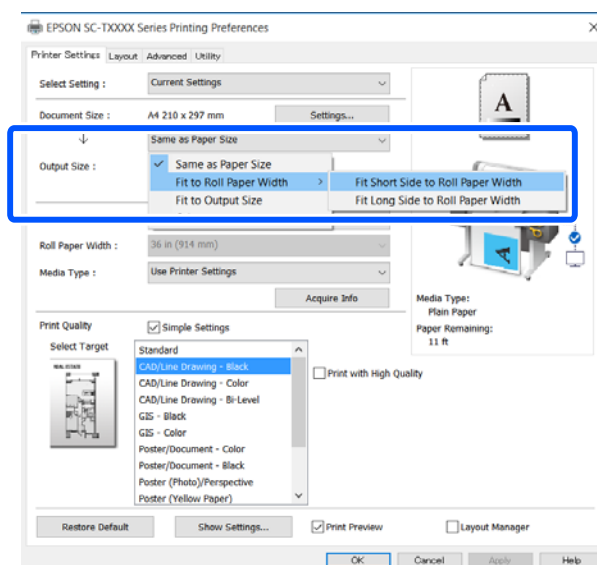 EPSON SC-TXXXX Series Printing Preferences
Printer Settings Layout Advanced Utility
Select Setting : Current Settings
Document Size : A4 210 x 297 mm Settings...
Same as Paper Size
Output Size :
Same as Paper Size
Fit to Roll Paper Width
Fit to Output Size
Fit Short Side to Roll Paper Width
Fit Long Side to Roll Paper Width
A
A
Roll Paper Width : 36 in (914 mm)
Media Type : Use Printer Settings
Acquire Info
Media Type:
Plain Paper
Paper Remaining:
11 ft
Print Quality Simple Settings
Select Target
REAL ESTATE
Standard
CAD/Line Drawing - Black
CAD/Line Drawing - Color
CAD/Line Drawing - Bi-Level
GIS - Black
GIS - Color
Poster/Document - Color
Poster/Document - Black
Poster (Photo)/Perspective
Poster (Yellow Paper)
Print with High Quality
Restore Default Show Settings... Print Preview Layout Manager
OK Cancel Apply Help